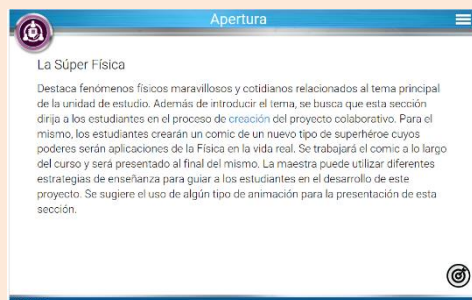 Apertura
La Súper Física
Destaca fenómenos físicos maravillosos y cotidianos relacionados al tema principal
de la unidad de estudio. Además de introducir el tema, se busca que esta sección
dirija a los estudiantes en el proceso de creación del proyecto colaborativo. Para el
mismo, los estudiantes crearán un comic de un nuevo tipo de superhéroe cuyos
poderes serán aplicaciones de la Física en la vida real. Se trabajará el comic a lo largo
del curso y será presentado al final del mismo. La maestra puede utilizar diferentes
estrategias de enseñanza para guiar a los estudiantes en el desarrollo de este
proyecto. Se sugiere el uso de algún tipo de animación para la presentación de esta
sección.